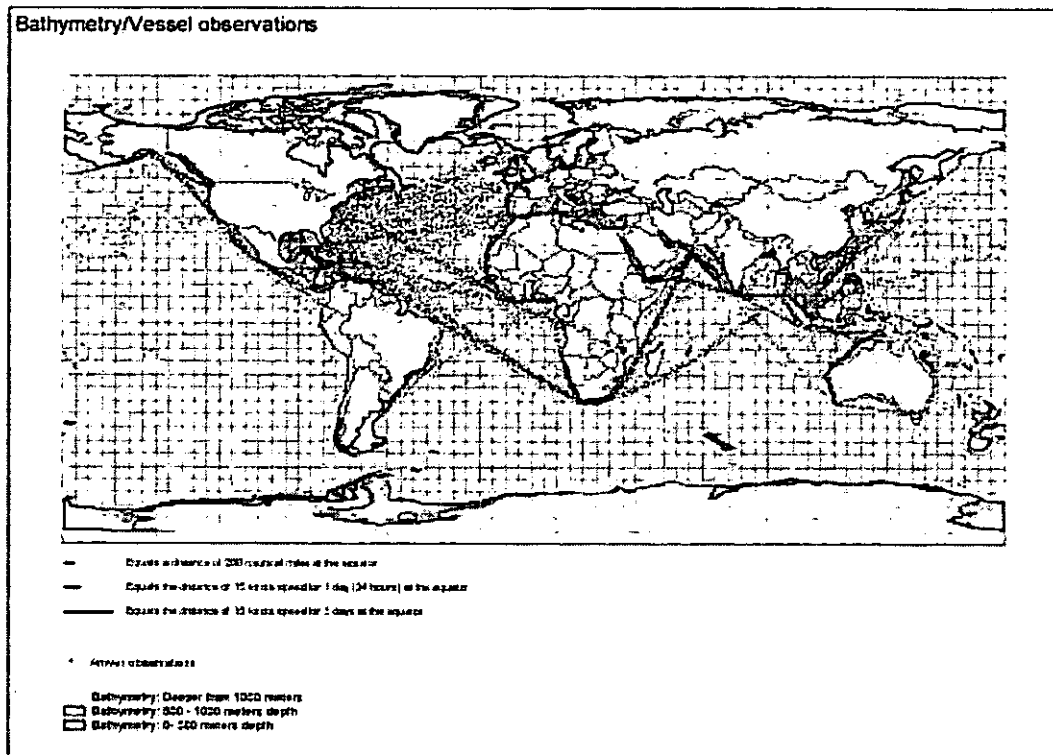 Bathymetry/Vessel observations
Equals a distance of 200 nautical miles at the equator
Equals the distance of 15 knots speed for 1 day (24 hours) at the equator
Equals the distance of 15 knots speed for 3 days at the equator
observations
Bathymetry: Deeper than 1000 meters
Bathymetry: 500 - 1000 meters depth
Bathymetry: 0- 500 meters depth